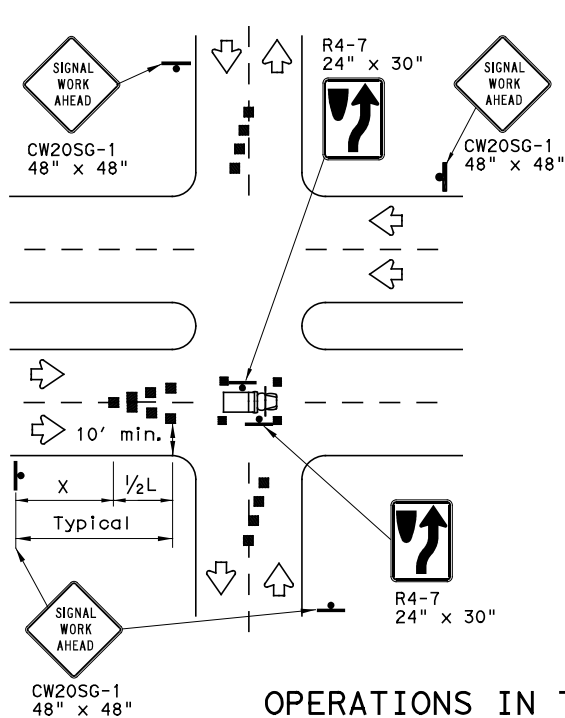 SIGNAL
WORK
AHEAD
CW20SG-1
48" x 48"
R4-7
24" x 30"
SIGNAL
WORK
AHEAD
CW20SG-1
48" x 48"
10' min.
X
1/2L
Typical
SIGNAL
WORK
AHEAD
CW20SG-1
48" x 48"
R4-7
24" x 30"
OPERATIONS IN T